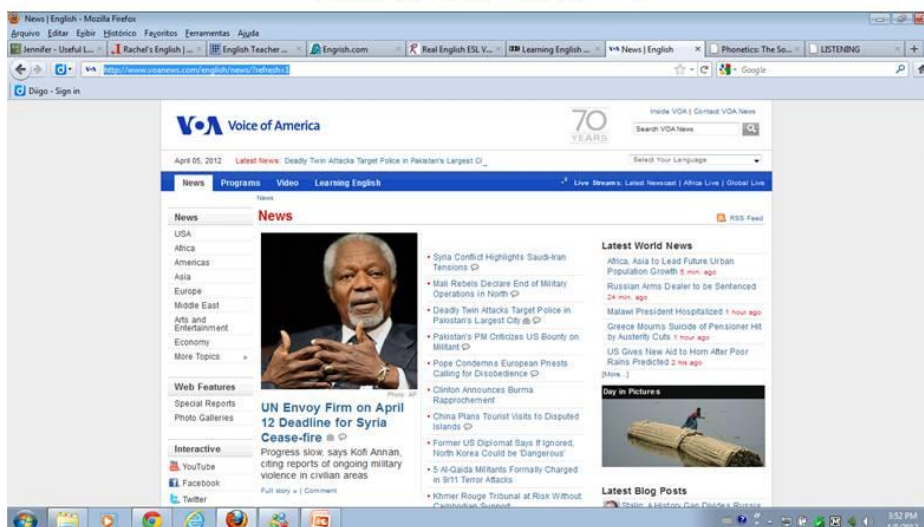 News | English - Mozilla Firefox
Arquivo Editar Exibir Histórico Favoritos Ferramentas Ajuda
Jennifer - Useful L...
Rachel's English | ...
English Teacher ...
Engrish.com
Real English ESL V...
Learning English ...
News | English
Phonetics: The So...
LISTENING
http://www.voanews.com/english/news/?refresh=1
Google
Diigo - Sign in
VOA Voice of America
70 YEARS
Inside VOA | Contact VOA News
Search VOA News
April 05, 2012 Latest News: Deadly Twin Attacks Target Police in Pakistan's Largest Ci_
Select Your Language
News Programs Video Learning English
Live Streams: Latest Newscast | Africa Live | Global Live
News
News
USA
Africa
Americas
Asia
Europe
Middle East
Arts and
Entertainment
Economy
More Topics »
Web Features
Special Reports
Photo Galleries
Interactive
YouTube
Facebook
Twitter
News
RSS Feed
Photo: AP
UN Envoy Firm on April
12 Deadline for Syria
Cease-fire
Progress slow, says Kofi Annan,
citing reports of ongoing military
violence in civilian areas
Full story » | Comment
• Syria Conflict Highlights Saudi-Iran
Tensions
• Mali Rebels Declare End of Military
Operations in North
• Deadly Twin Attacks Target Police in
Pakistan's Largest City
• Pakistan's PM Criticizes US Bounty on
Militant
• Pope Condemns European Priests
Calling for Disobedience
• Clinton Announces Burma
Rapprochement
• China Plans Tourist Visits to Disputed
Islands
• Former US Diplomat Says If Ignored,
North Korea Could be 'Dangerous'
• 5 Al-Qaida Militants Formally Charged
in 9/11 Terror Attacks
• Khmer Rouge Tribunal at Risk Without
Cambodian Support
Latest World News
Africa, Asia to Lead Future Urban
Population Growth 5 min. ago
Russian Arms Dealer to be Sentenced
24 min. ago
Malawi President Hospitalized 1 hour ago
Greece Mourns Suicide of Pensioner Hit
by Austerity Cuts 1 hour ago
US Gives New Aid to Horn After Poor
Rains Predicted 2 hrs ago
[More...]
Day in Pictures
Latest Blog Posts
Stalin: A History Gap Divides Russia
3:52 PM